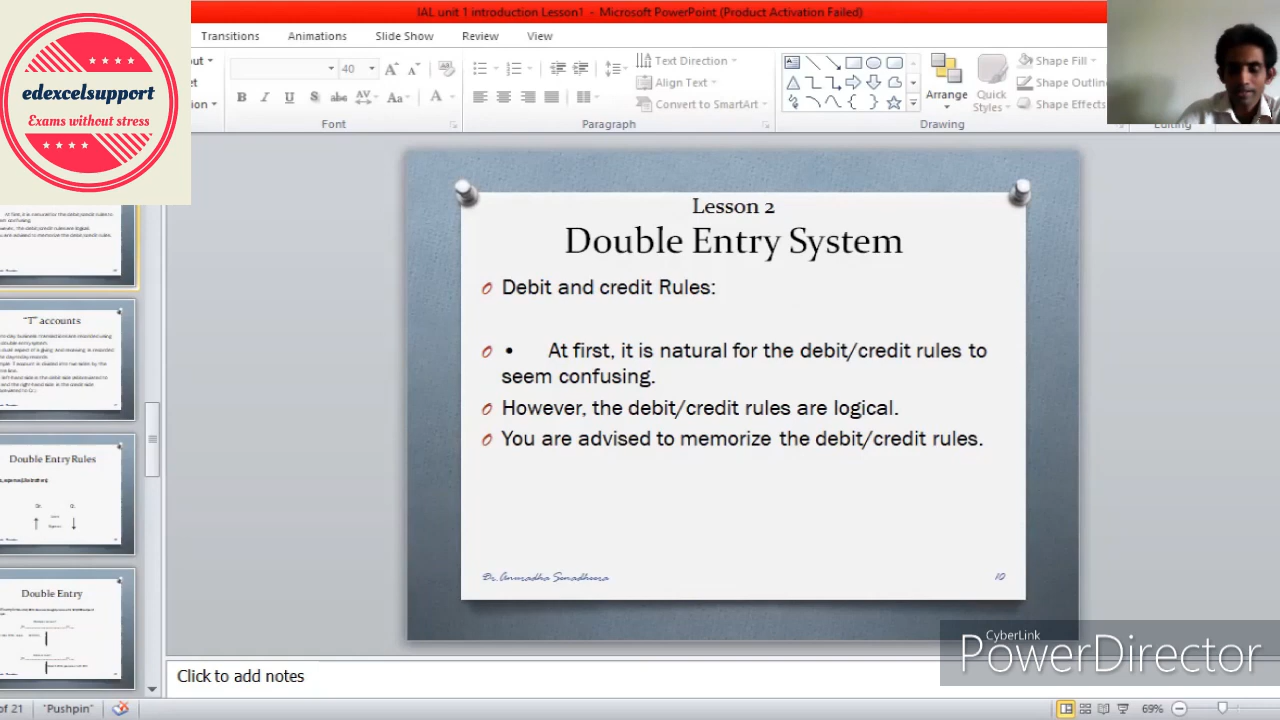 IAL unit 1 introduction Lesson1 - Microsoft PowerPoint (Product Activation Failed)
Transitions Animations Slide Show Review View
edexcelsupport
Exams without stress
40
Text Direction
Align Text
Convert to SmartArt
Arrange
Quick Styles
Shape Fill
Shape Outlin
Shape Effects
Font Paragraph Drawing Editing
Lesson 2
Double Entry System
Debit and credit Rules:
• At first, it is natural for the debit/credit rules to
seem confusing.
However, the debit/credit rules are logical.
You are advised to memorize the debit/credit rules.
10
"T" accounts
Double Entry Rules
Double Entry
CyberLink
PowerDirector
Click to add notes
of 21 "Pushpin" 69%